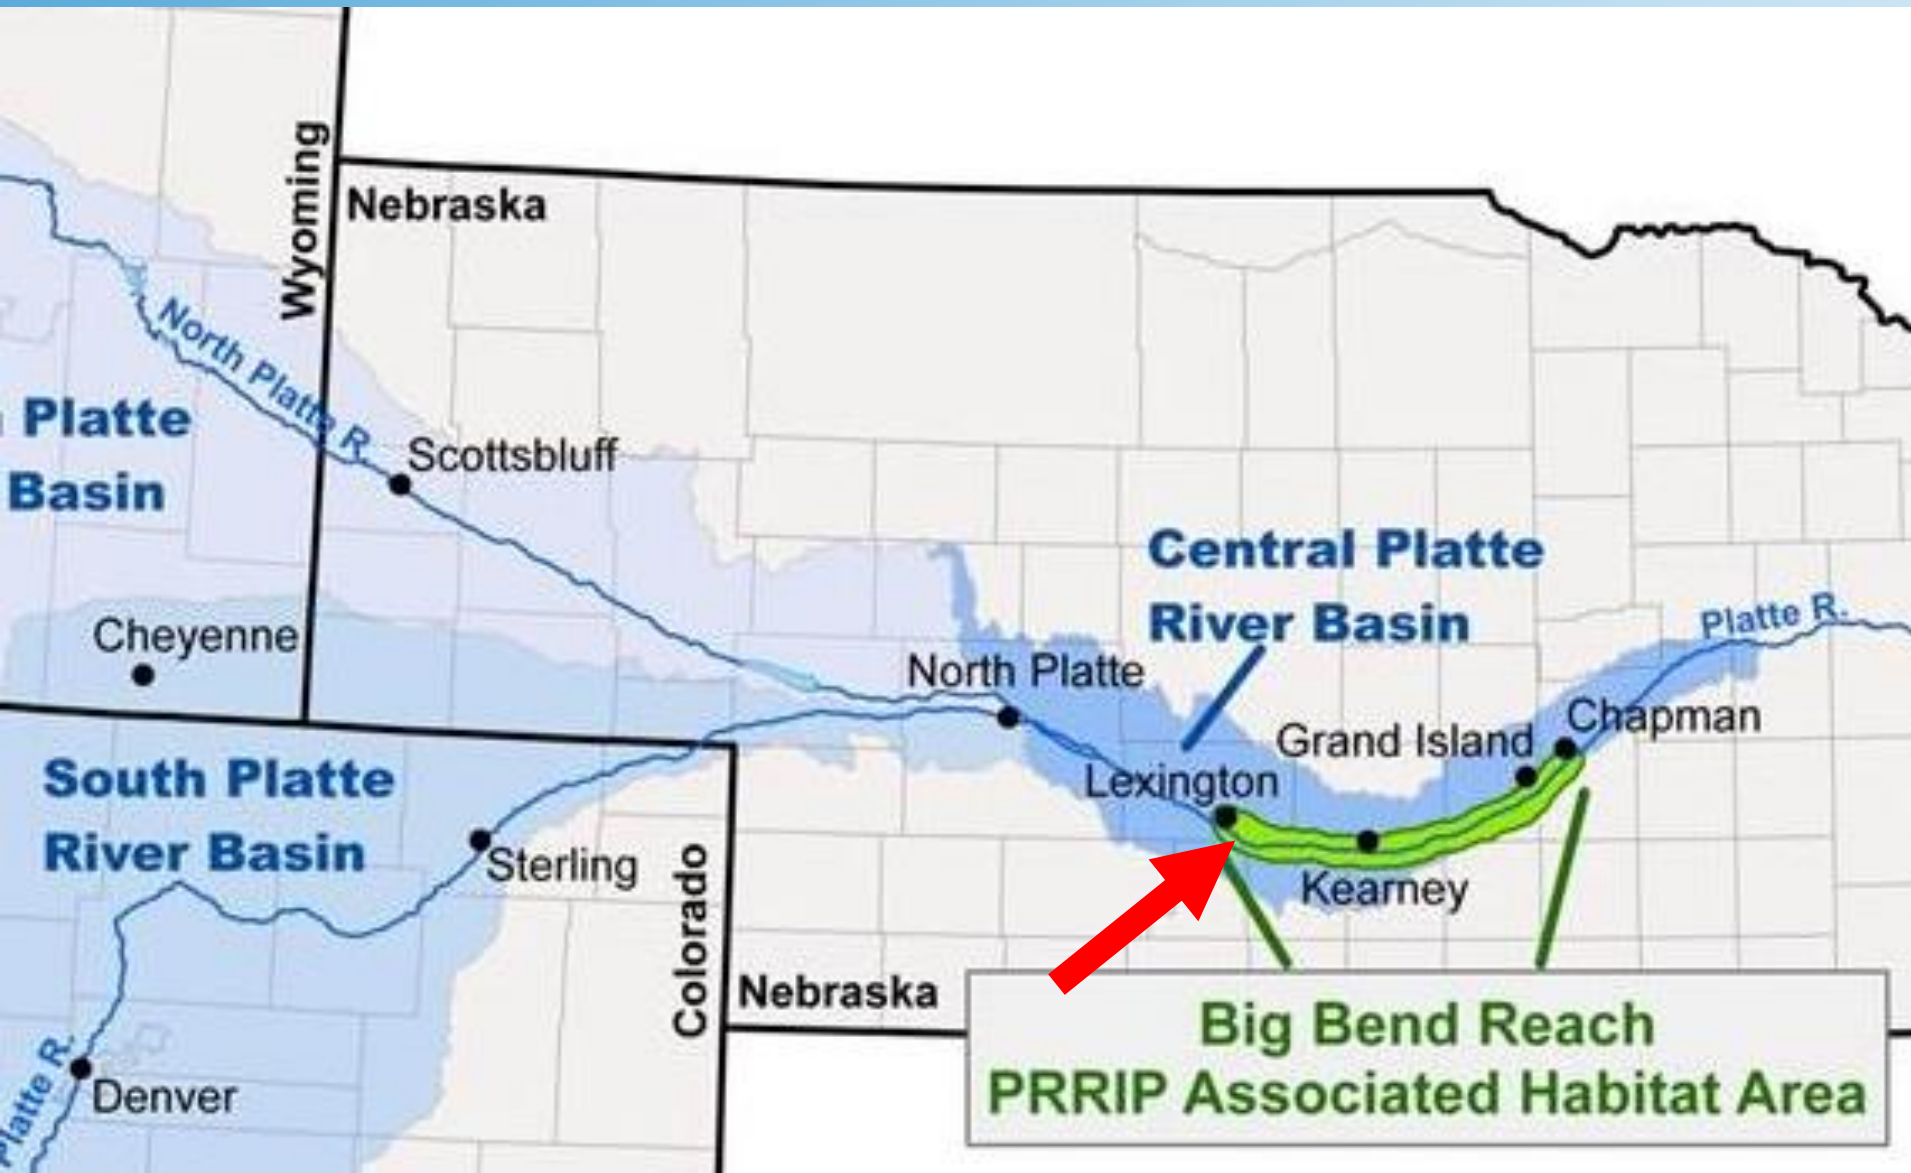 Wyoming
Nebraska
North Platte R.
Platte
Basin
Scottsbluff
Central Platte
River Basin
Cheyenne
North Platte
Platte R.
Chapman
Grand Island
Lexington
South Platte
River Basin
Sterling
Kearney
Colorado
Nebraska
Big Bend Reach
PRRIP Associated Habitat Area
Platte R.
Denver